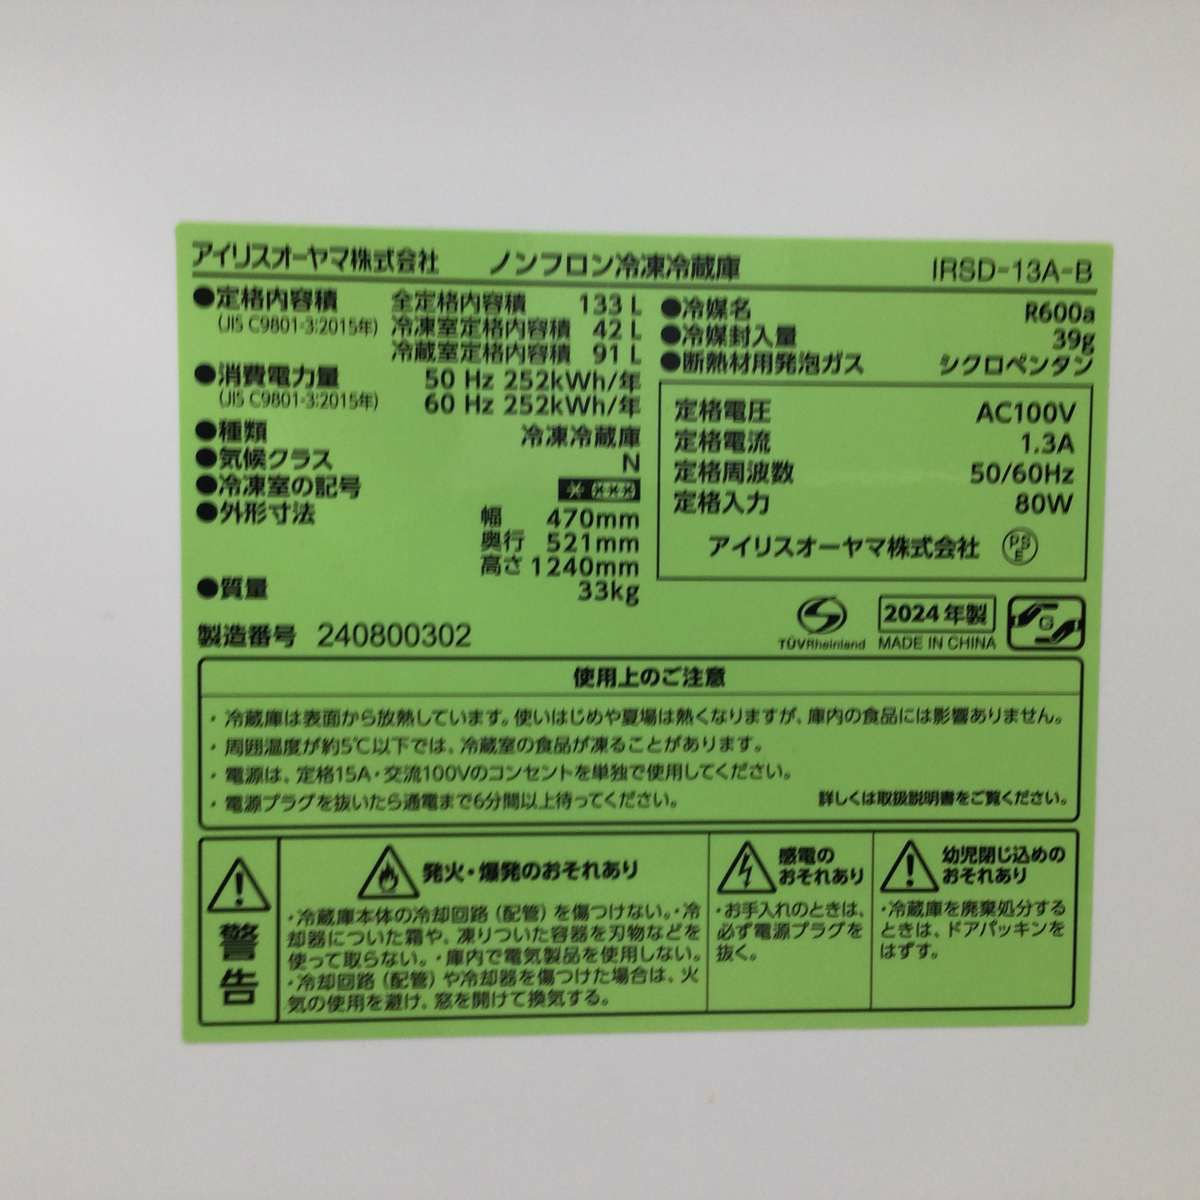 アイリスオーヤマ株式会社 ノンフロン冷凍冷蔵庫 IRSD-13A-B
●定格内容積 全定格内容積 133 L
(JIS C9801-3:2015年) 冷凍室定格内容積 42 L
冷蔵室定格内容積 91 L
●消費電力量 50 Hz 252kWh/年
(JIS C9801-3:2015年) 60 Hz 252kWh/年
●種類 冷凍冷蔵庫
●気候クラス N
●冷凍室の記号
●外形寸法 幅 470mm
奥行 521mm
高さ 1240mm
●質量 33kg
製造番号 240800302
●冷媒名 R600a
●冷媒封入量 39g
●断熱材用発泡ガス シクロペンタン
定格電圧 AC100V
定格電流 1.3A
定格周波数 50/60Hz
定格入力 80W
アイリスオーヤマ株式会社 PSE
TÜVRheinland
2024年製
MADE IN CHINA
G
使用上のご注意
・冷蔵庫は表面から放熱しています。使いはじめや夏場は熱くなりますが、庫内の食品には影響ありません。
・周囲温度が約5℃以下では、冷蔵室の食品が凍ることがあります。
・電源は、定格15A・交流100Vのコンセントを単独で使用してください。
・電源プラグを抜いたら通電まで6分間以上待ってください。 詳しくは取扱説明書をご覧ください。
警告
発火・爆発のおそれあり
・冷蔵庫本体の冷却回路（配管）を傷つけない。・冷
却器についた霜や、凍りついた容器を刃物などを
使って取らない。・庫内で電気製品を使用しない。
・冷却回路（配管）や冷却器を傷つけた場合は、火
気の使用を避け、窓を開けて換気する。
感電の
おそれあり
・お手入れのときは、
必ず電源プラグを
抜く。
幼児閉じ込めの
おそれあり
・冷蔵庫を廃棄処分する
ときは、ドアパッキンを
はずす。